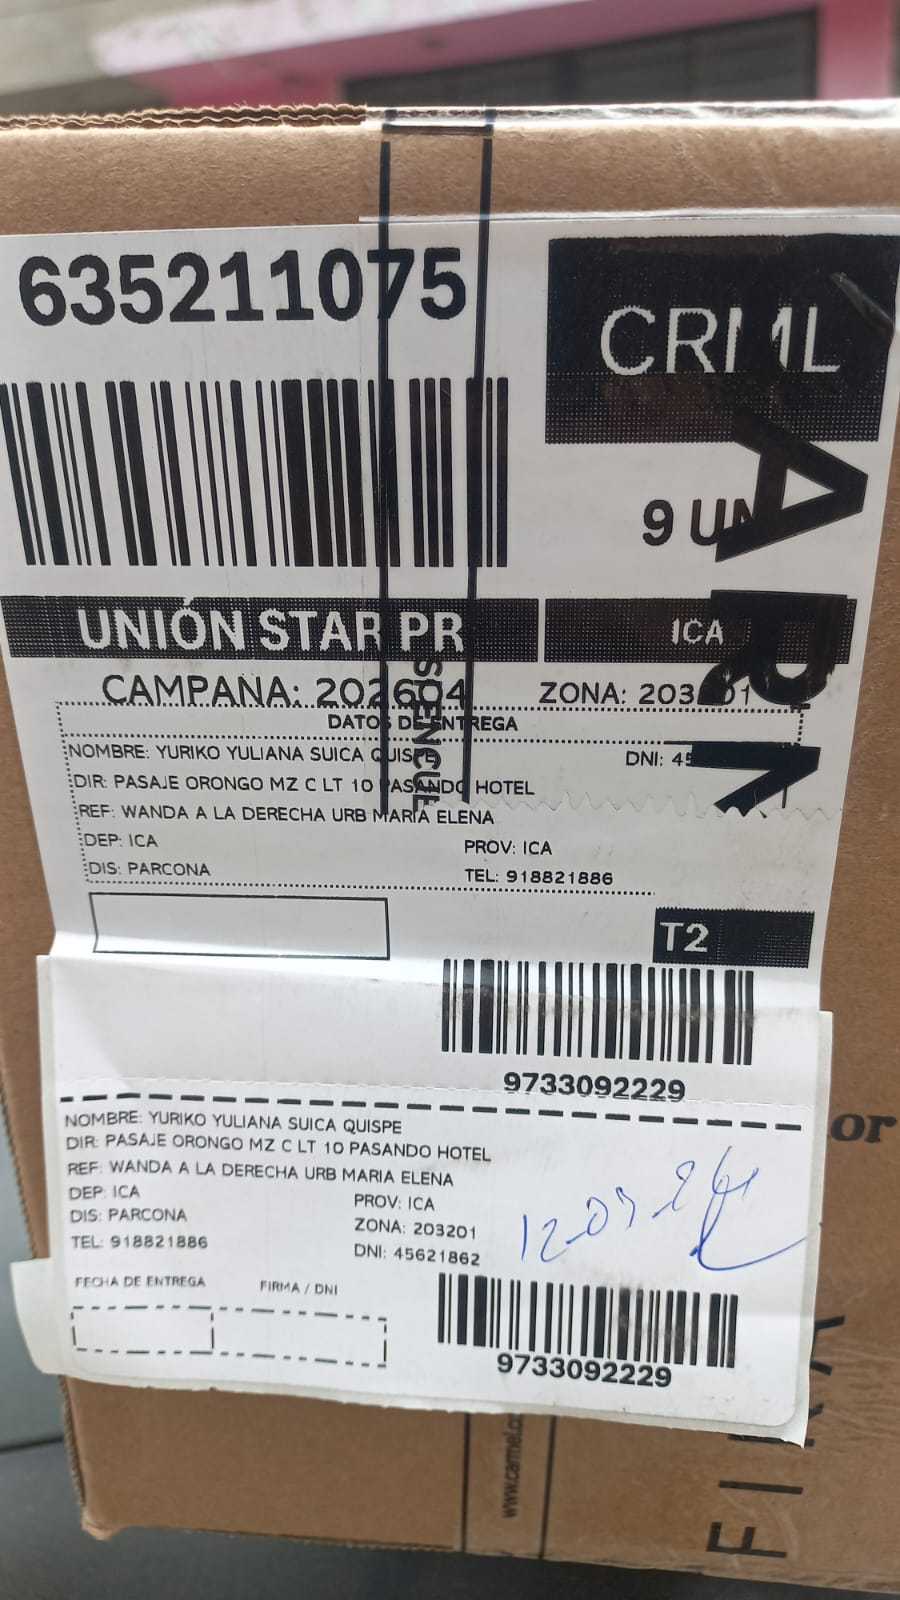 635211075
CRML
9 UN
UNIÓN STAR PR
ICA
CAMPAÑA: 202604
ZONA: 203201
DATOS DE ENTREGA
NOMBRE: YURIKO YULIANA SUICA QUISPE
DNI: 45
DIR: PASAJE ORONGO MZ C LT 10 PASANDO HOTEL
REF: WANDA A LA DERECHA URB MARIA ELENA
DEP: ICA
PROV: ICA
DIS: PARCONA
TEL: 918821886
T2
9733092229
NOMBRE: YURIKO YULIANA SUICA QUISPE
DIR: PASAJE ORONGO MZ C LT 10 PASANDO HOTEL
REF: WANDA A LA DERECHA URB MARIA ELENA
DEP: ICA
PROV: ICA
DIS: PARCONA
ZONA: 203201
TEL: 918821886
DNI: 45621862
FECHA DE ENTREGA
FIRMA / DNI
9733092229
or